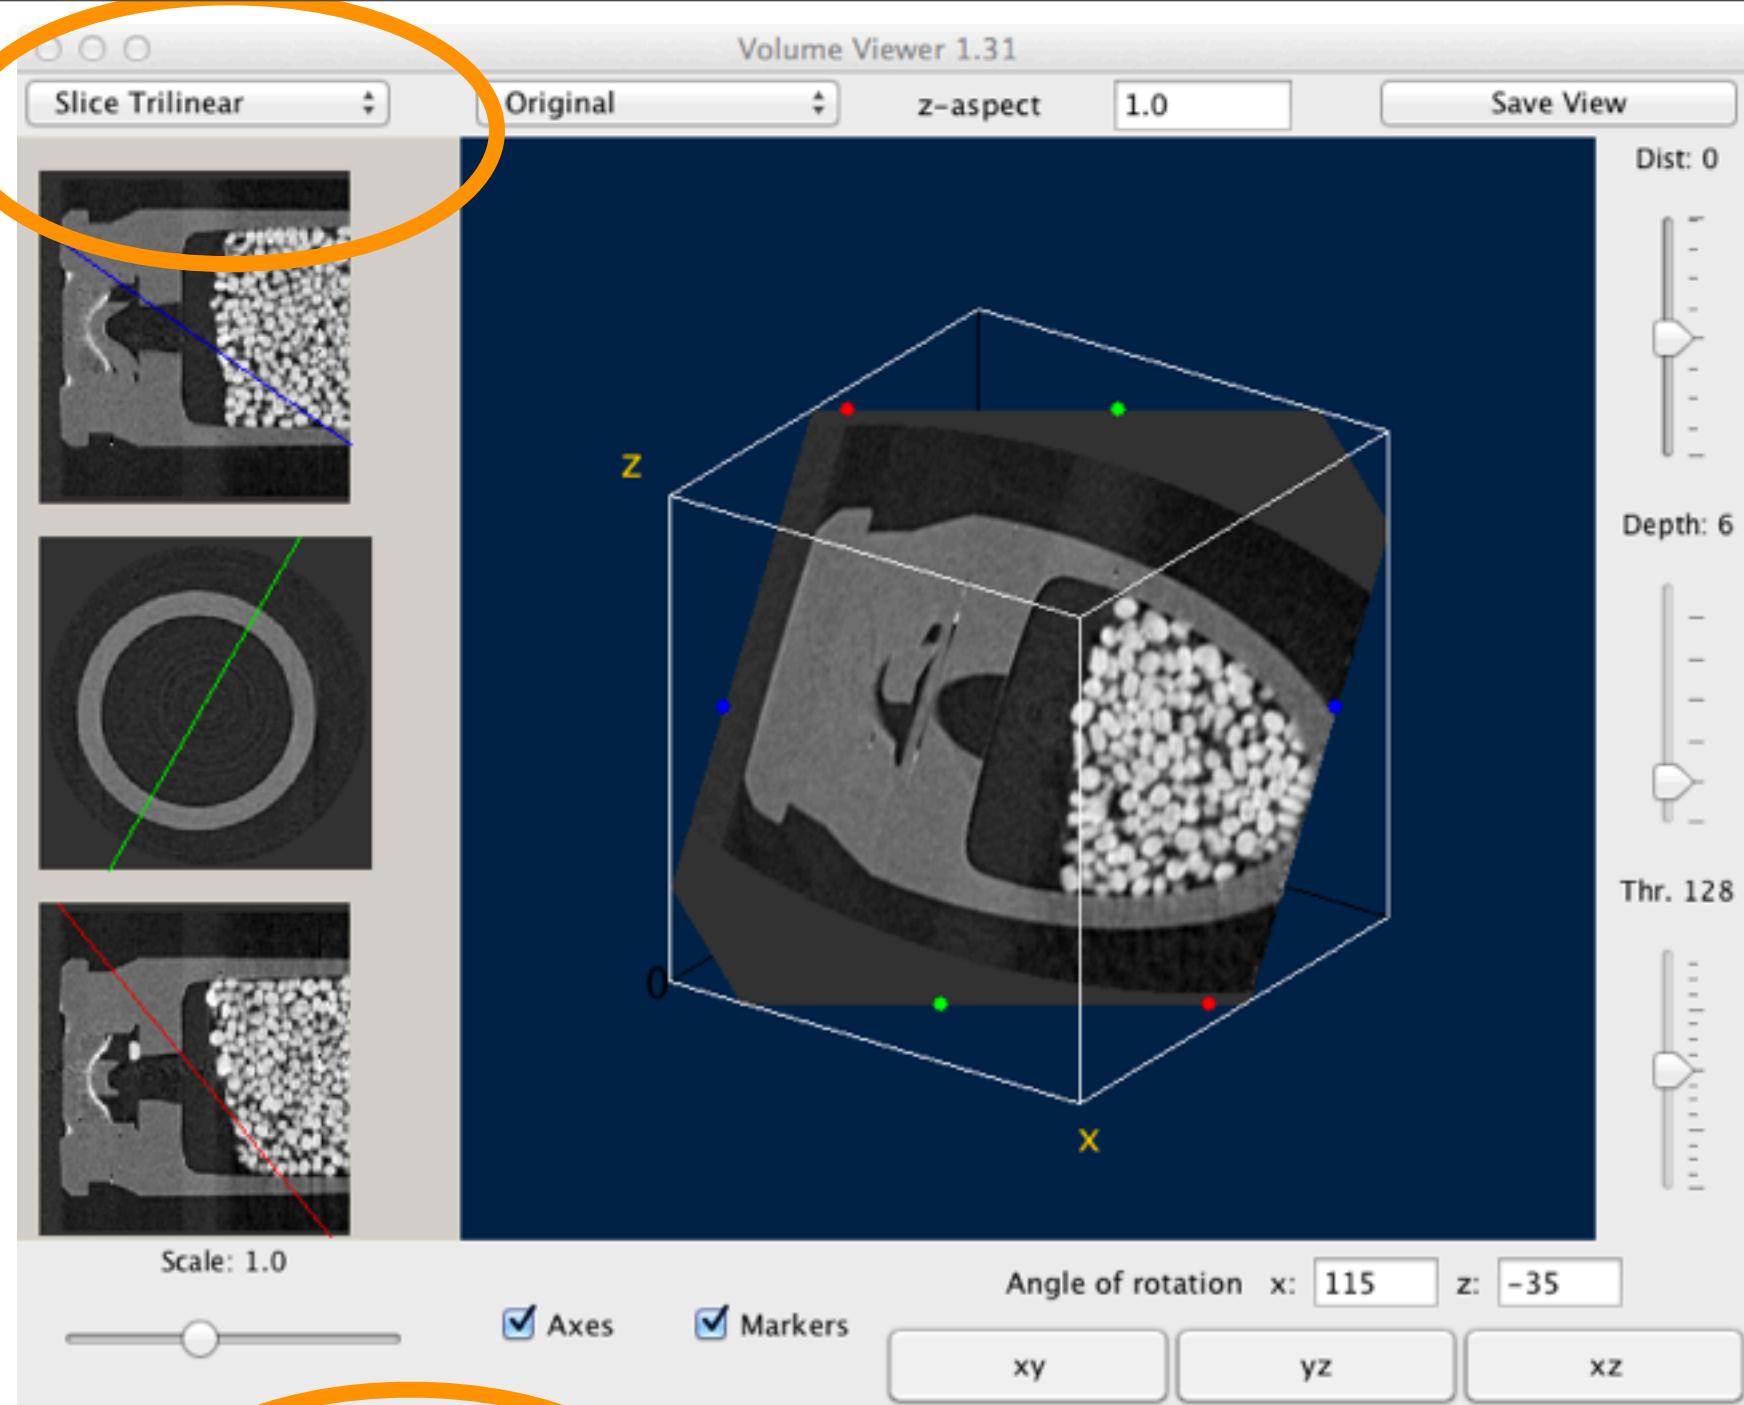 Volume Viewer 1.31
Slice Trilinear
Original
z-aspect
1.0
Save View
Dist: 0
Depth: 6
Thr. 128
z
0
x
Scale: 1.0
Angle of rotation x: 115 z: -35
Axes
Markers
xy
yz
xz